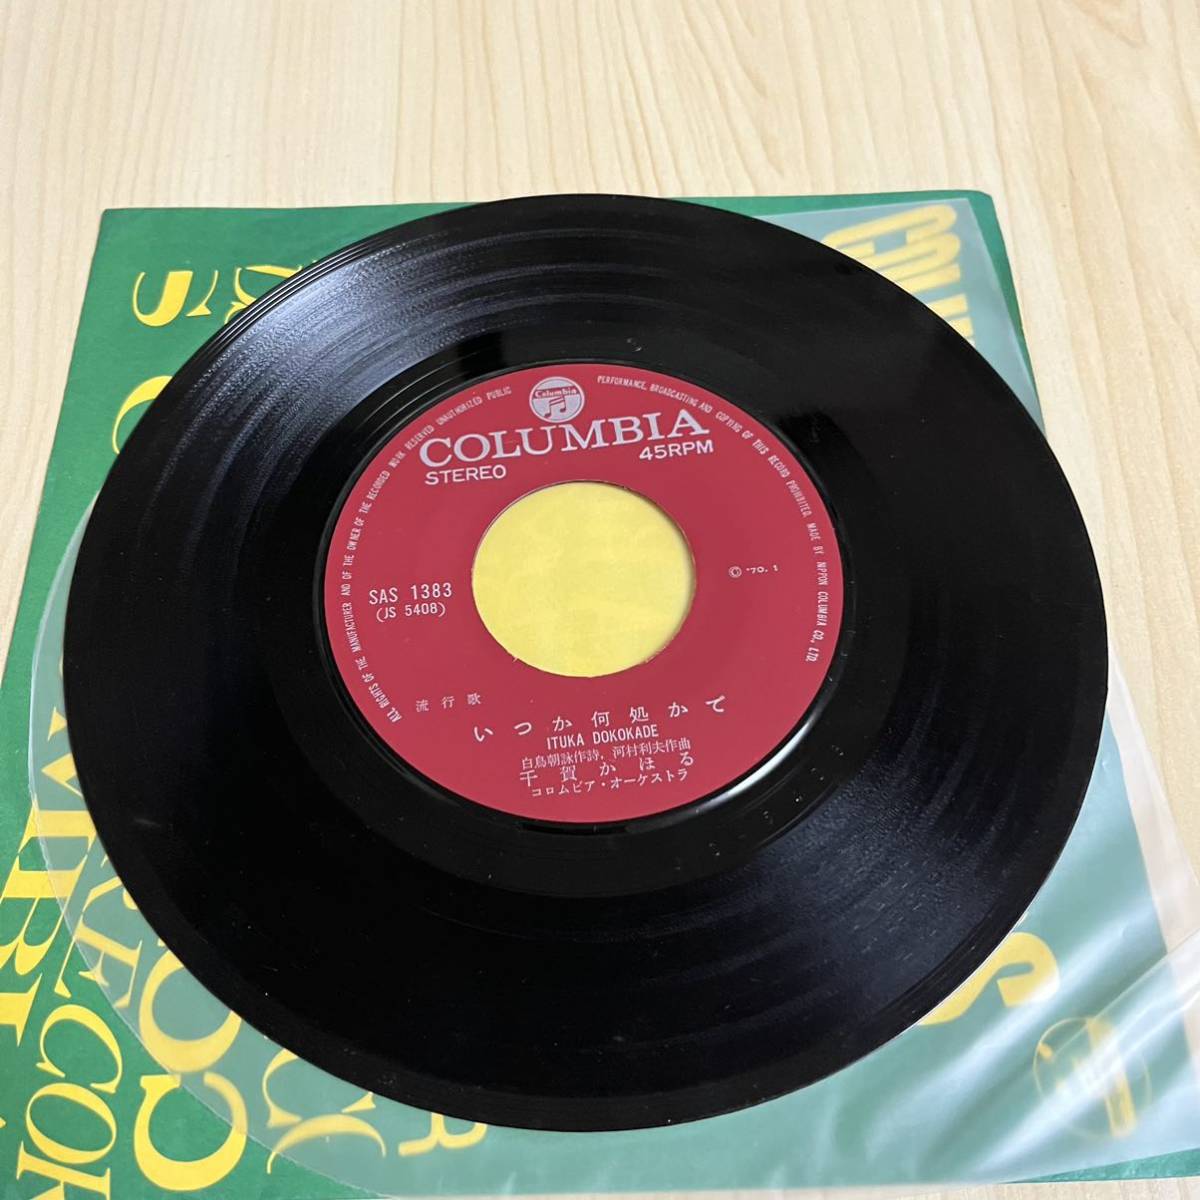 Columbia
COLUMBIA
STEREO 45RPM
SAS 1383
(JS 5408)
© '70. 1
流行歌
いつか何処かで
ITUKA DOKOKADE
白鳥朝詠作詩, 河村利夫作曲
千賀かほる
コロムビア・オーケストラ
ALL RIGHTS OF THE MANUFACTURER AND OF THE OWNER OF THE RECORDED WORK RESERVED UNAUTHORIZED PUBLIC PERFORMANCE, BROADCASTING AND COPYING OF THIS RECORD PROHIBITED. MADE BY NIPPON COLUMBIA CO., LTD.